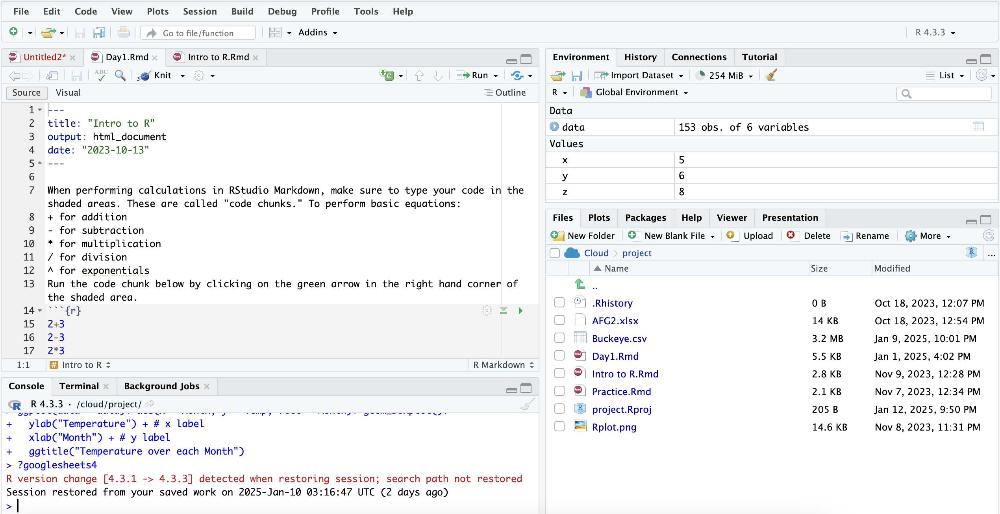 File Edit Code View Plots Session Build Debug Profile Tools Help
Go to file/function Addins R 4.3.3
Untitled2* Day1.Rmd Intro to R.Rmd
ABC Knit Run
Source Visual Outline
1 ---
2 title: "Intro to R"
3 output: html_document
4 date: "2023-10-13"
5 ---
6
7 When performing calculations in RStudio Markdown, make sure to type your code in the
shaded areas. These are called "code chunks." To perform basic equations:
8 + for addition
9 - for subtraction
10 * for multiplication
11 / for division
12 ^ for exponentials
13 Run the code chunk below by clicking on the green arrow in the right hand corner of
the shaded area.
14 ```{r}
15 2+3
16 2-3
17 2*3
1:1 # Intro to R R Markdown
Console Terminal Background Jobs
R 4.3.3 · /cloud/project/
+ ylab("Temperature") + # x label
+ xlab("Month") + # y label
+ ggtitle("Temperature over each Month")
> ?googlesheets4
R version change [4.3.1 -> 4.3.3] detected when restoring session; search path not restored
Session restored from your saved work on 2025-Jan-10 03:16:47 UTC (2 days ago)
>
Environment History Connections Tutorial
Import Dataset 254 MiB List
R Global Environment
Data
data 153 obs. of 6 variables
Values
x 5
y 6
z 8
Files Plots Packages Help Viewer Presentation
New Folder New Blank File Upload Delete Rename More
Cloud project ...
Name Size Modified
..
.Rhistory 0 B Oct 18, 2023, 12:07 PM
AFG2.xlsx 14 KB Oct 18, 2023, 12:54 PM
Buckeye.csv 3.2 MB Jan 9, 2025, 10:01 PM
Day1.Rmd 5.5 KB Jan 1, 2025, 4:02 PM
Intro to R.Rmd 2.8 KB Nov 9, 2023, 12:28 PM
Practice.Rmd 2.1 KB Nov 7, 2023, 12:34 PM
project.Rproj 205 B Jan 12, 2025, 9:50 PM
Rplot.png 14.6 KB Nov 8, 2023, 11:31 PM